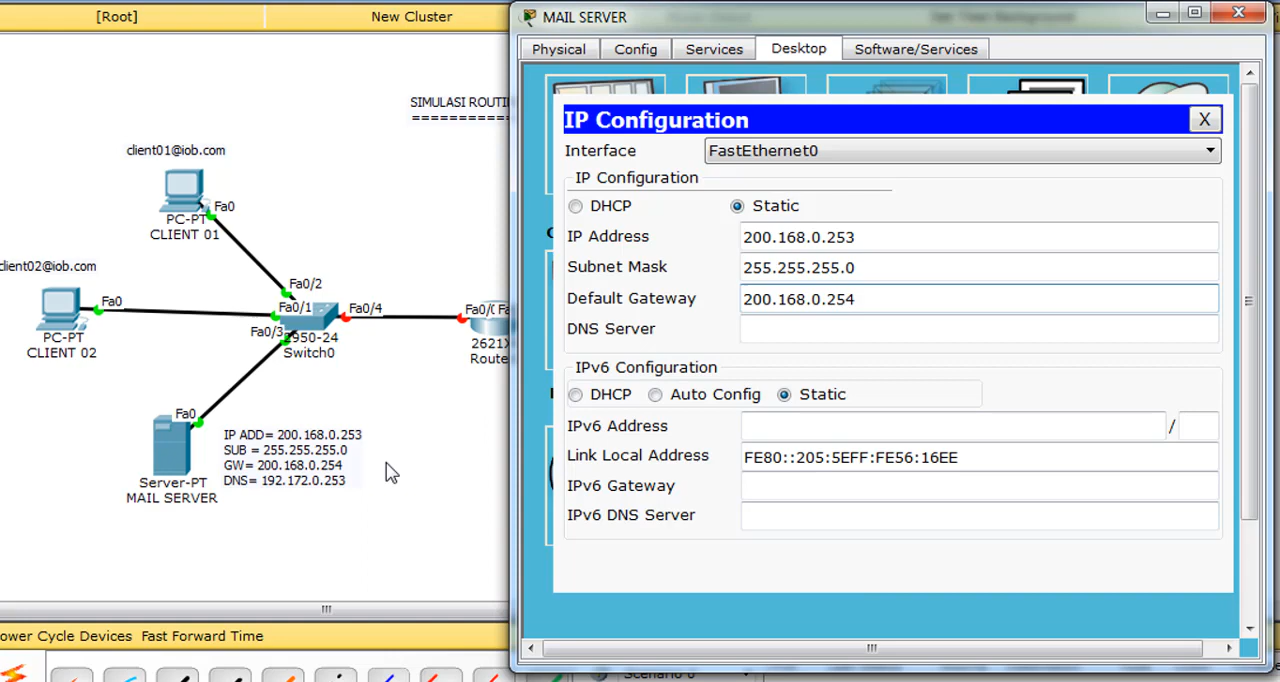 [Root]
New Cluster
SIMULASI
============
client01@iob.com
Fa0
PC-PT
CLIENT 01
client02@iob.com
Fa0
PC-PT
CLIENT 02
Fa0/2
Fa0/1
Fa0/4
Fa0/3
2950-24
Switch0
Fa0
Server-PT
MAIL SERVER
IP ADD= 200.168.0.253
SUB = 255.255.255.0
GW= 200.168.0.254
DNS= 192.172.0.253
Fast Forward Time
MAIL SERVER
Physical
Config
Services
Desktop
Software/Services
IP Configuration
X
Interface
FastEthernet0
IP Configuration
DHCP
Static
IP Address
200.168.0.253
Subnet Mask
255.255.255.0
Default Gateway
200.168.0.254
DNS Server
IPv6 Configuration
DHCP
Auto Config
Static
IPv6 Address
/
Link Local Address
FE80::205:5EFF:FE56:16EE
IPv6 Gateway
IPv6 DNS Server